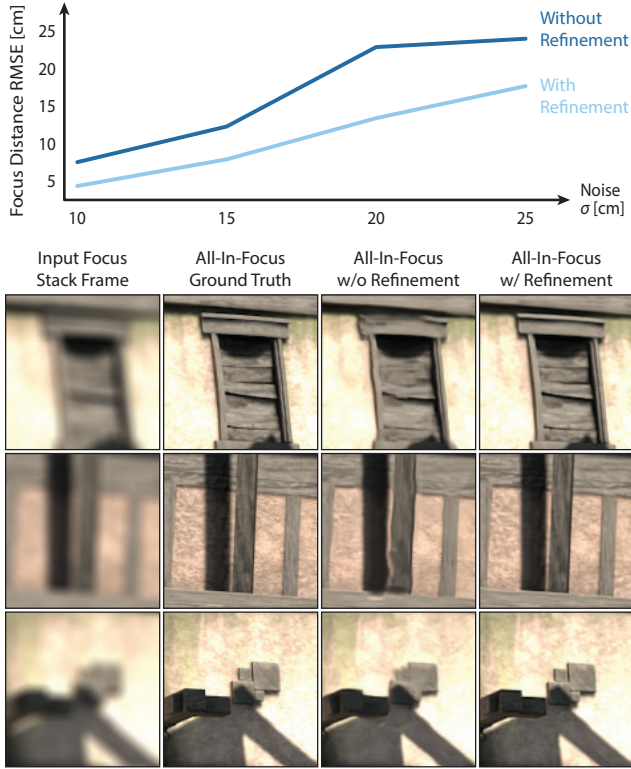 Focus Distance RMSE [cm]
25
20
15
10
5
Without
Refinement
With
Refinement
10
15
20
25
Noise
σ [cm]
Input Focus
Stack Frame
All-In-Focus
Ground Truth
All-In-Focus
w/o Refinement
All-In-Focus
w/ Refinement